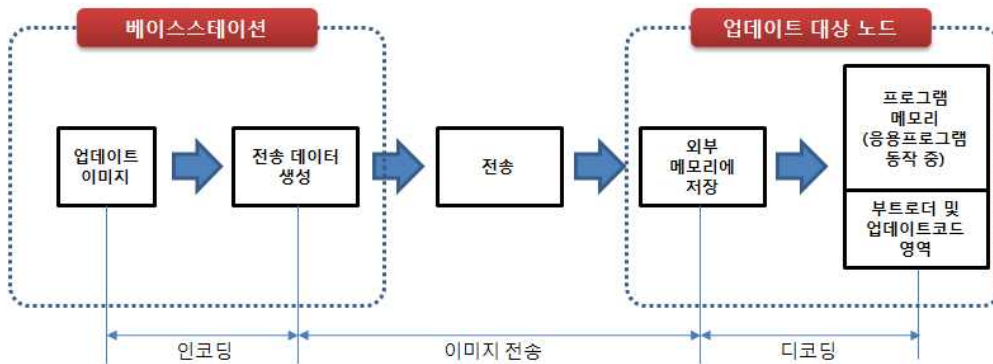 베이스스테이션
업데이트 대상 노드
업데이트
이미지
전송 데이터
생성
전송
외부
메모리에
저장
프로그램
메모리
(응용프로그램
동작 중)
부트로더 및
업데이트코드
영역
인코딩
이미지 전송
디코딩